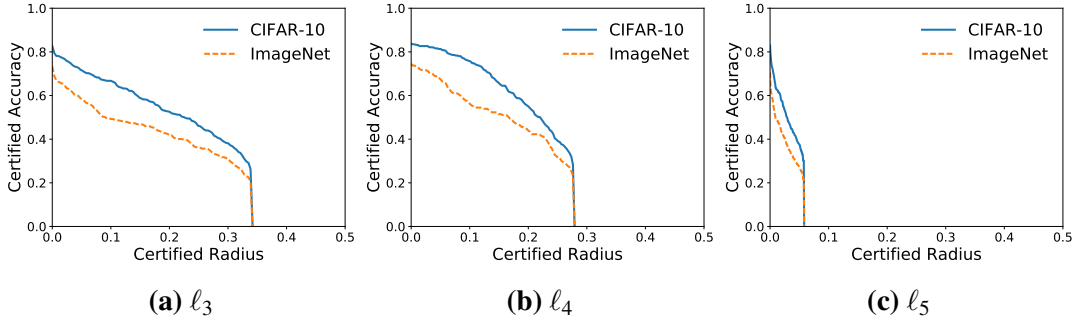 1.0
0.8
0.6
0.4
0.2
0.0
Certified Accuracy
0.0 0.1 0.2 0.3 0.4 0.5
Certified Radius
CIFAR-10
ImageNet
(a) ℓ3
1.0
0.8
0.6
0.4
0.2
0.0
Certified Accuracy
0.0 0.1 0.2 0.3 0.4 0.5
Certified Radius
CIFAR-10
ImageNet
(b) ℓ4
1.0
0.8
0.6
0.4
0.2
0.0
Certified Accuracy
0.0 0.1 0.2 0.3 0.4 0.5
Certified Radius
CIFAR-10
ImageNet
(c) ℓ5